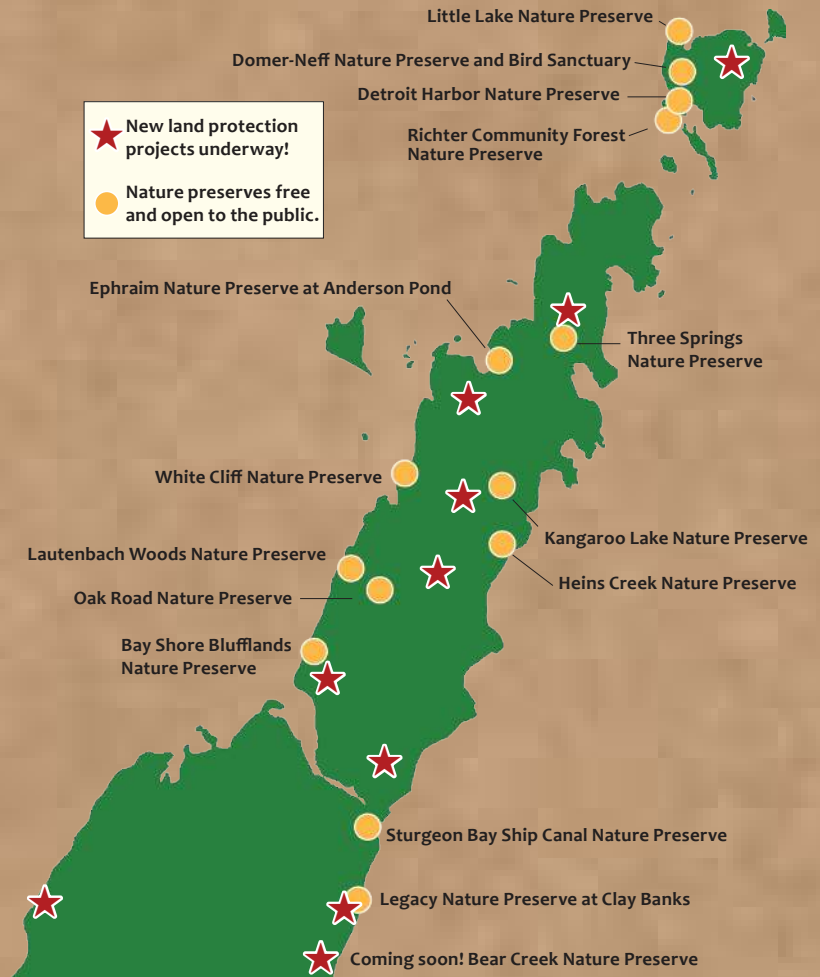 Little Lake Nature Preserve
Domer-Neff Nature Preserve and Bird Sanctuary
Detroit Harbor Nature Preserve
Richter Community Forest
Nature Preserve
New land protection
projects underway!
Nature preserves free
and open to the public.
Ephraim Nature Preserve at Anderson Pond
Three Springs
Nature Preserve
White Cliff Nature Preserve
Kangaroo Lake Nature Preserve
Lautenbach Woods Nature Preserve
Heins Creek Nature Preserve
Oak Road Nature Preserve
Bay Shore Blufflands
Nature Preserve
Sturgeon Bay Ship Canal Nature Preserve
Legacy Nature Preserve at Clay Banks
Coming soon! Bear Creek Nature Preserve